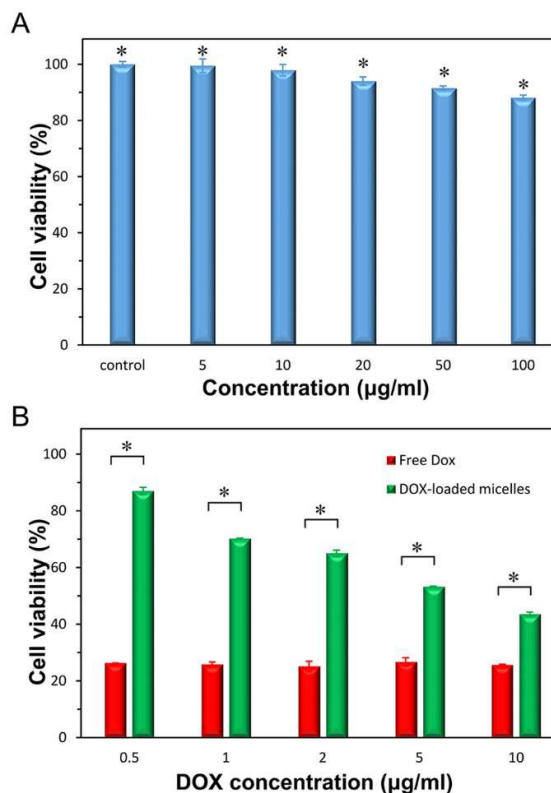 A
Cell viability (%)
100
80
60
40
20
0
* * * * * *
control 5 10 20 50 100
Concentration (µg/ml)
B
Cell viability (%)
100
80
60
40
20
0
* * * * *
Free Dox
DOX-loaded micelles
0.5 1 2 5 10
DOX concentration (µg/ml)